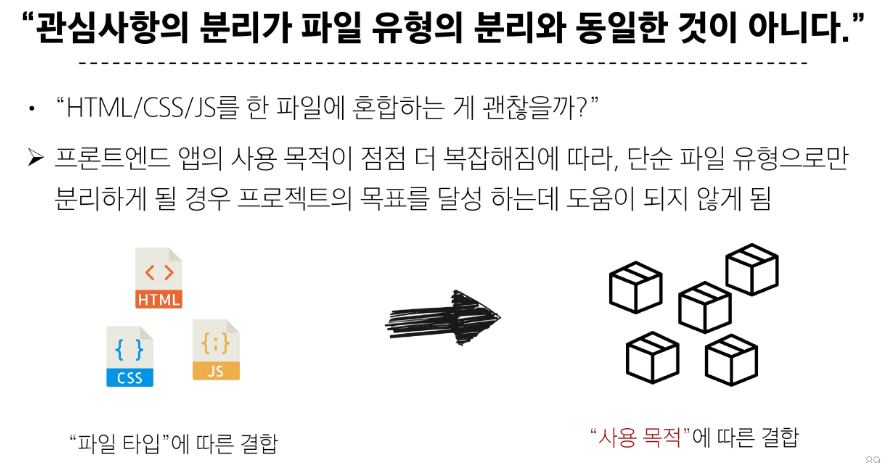 “관심사항의 분리가 파일 유형의 분리와 동일한 것이 아니다.”
• “HTML/CSS/JS를 한 파일에 혼합하는 게 괜찮을까?”
➢ 프론트엔드 앱의 사용 목적이 점점 더 복잡해짐에 따라, 단순 파일 유형으로만
분리하게 될 경우 프로젝트의 목표를 달성 하는데 도움이 되지 않게 됨
HTML
CSS
JS
“파일 타입”에 따른 결합
“사용 목적”에 따른 결합
89